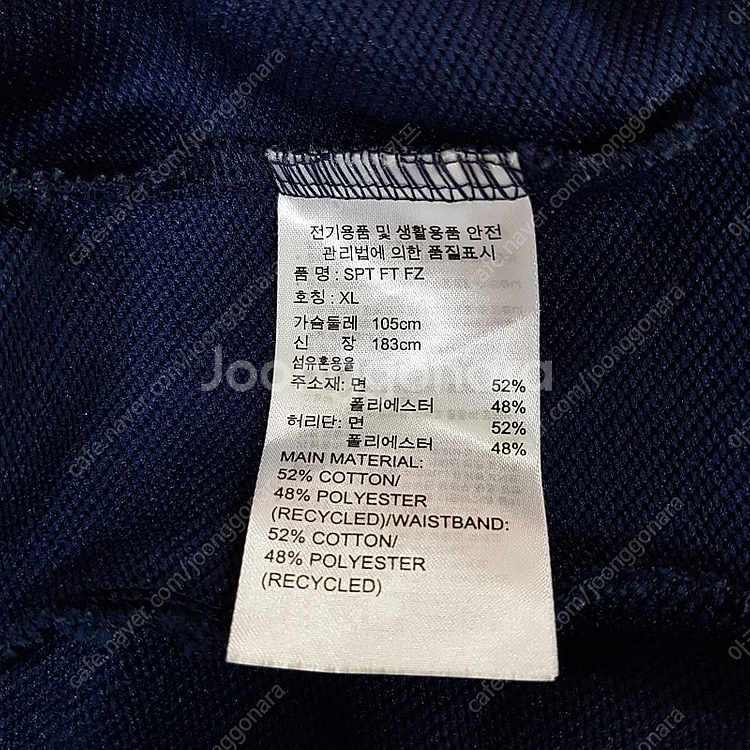 전기용품 및 생활용품 안전
관리법에 의한 품질표시
품 명 : SPT FT FZ
호칭 : XL
가슴둘레 105cm
신 장 183cm
섬유혼용율
주소재: 면 52%
폴리에스터 48%
허리단: 면 52%
폴리에스터 48%
MAIN MATERIAL:
52% COTTON/
48% POLYESTER
(RECYCLED)/WAISTBAND:
52% COTTON/
48% POLYESTER
(RECYCLED)
Joonggonara
cafe.naver.com/joonggonara